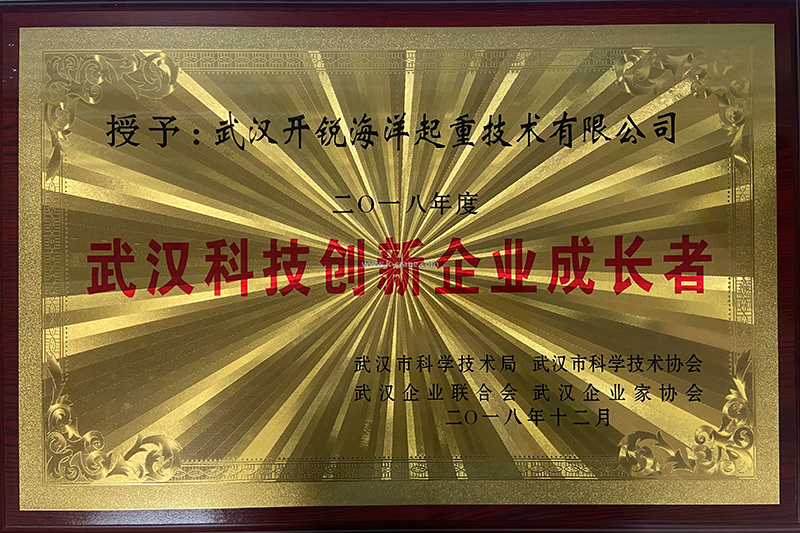 授予：武汉开锐海洋起重技术有限公司
二〇一八年度
武汉科技创新企业成长者
武汉市科学技术局 武汉市科学技术协会
武汉企业联合会 武汉企业家协会
二〇一八年十二月